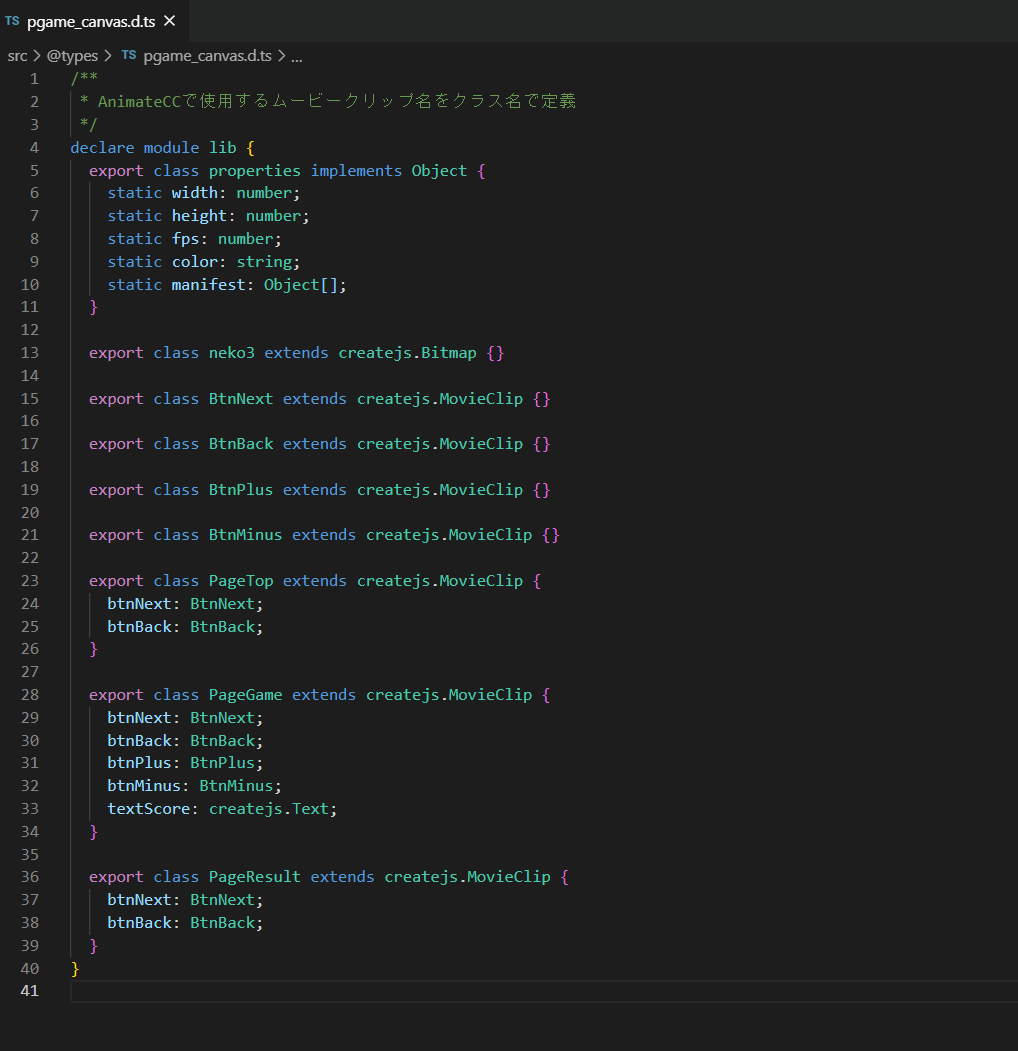 TS pgame_canvas.d.ts ×
src > @types > TS pgame_canvas.d.ts > ...
1 /**
2 * AnimateCCで使用するムービークリップ名をクラス名で定義
3 */
4 declare module lib {
5 export class properties implements Object {
6 static width: number;
7 static height: number;
8 static fps: number;
9 static color: string;
10 static manifest: Object[];
11 }
12
13 export class neko3 extends createjs.Bitmap {}
14
15 export class BtnNext extends createjs.MovieClip {}
16
17 export class BtnBack extends createjs.MovieClip {}
18
19 export class BtnPlus extends createjs.MovieClip {}
20
21 export class BtnMinus extends createjs.MovieClip {}
22
23 export class PageTop extends createjs.MovieClip {
24 btnNext: BtnNext;
25 btnBack: BtnBack;
26 }
27
28 export class PageGame extends createjs.MovieClip {
29 btnNext: BtnNext;
30 btnBack: BtnBack;
31 btnPlus: BtnPlus;
32 btnMinus: BtnMinus;
33 textScore: createjs.Text;
34 }
35
36 export class PageResult extends createjs.MovieClip {
37 btnNext: BtnNext;
38 btnBack: BtnBack;
39 }
40 }
41